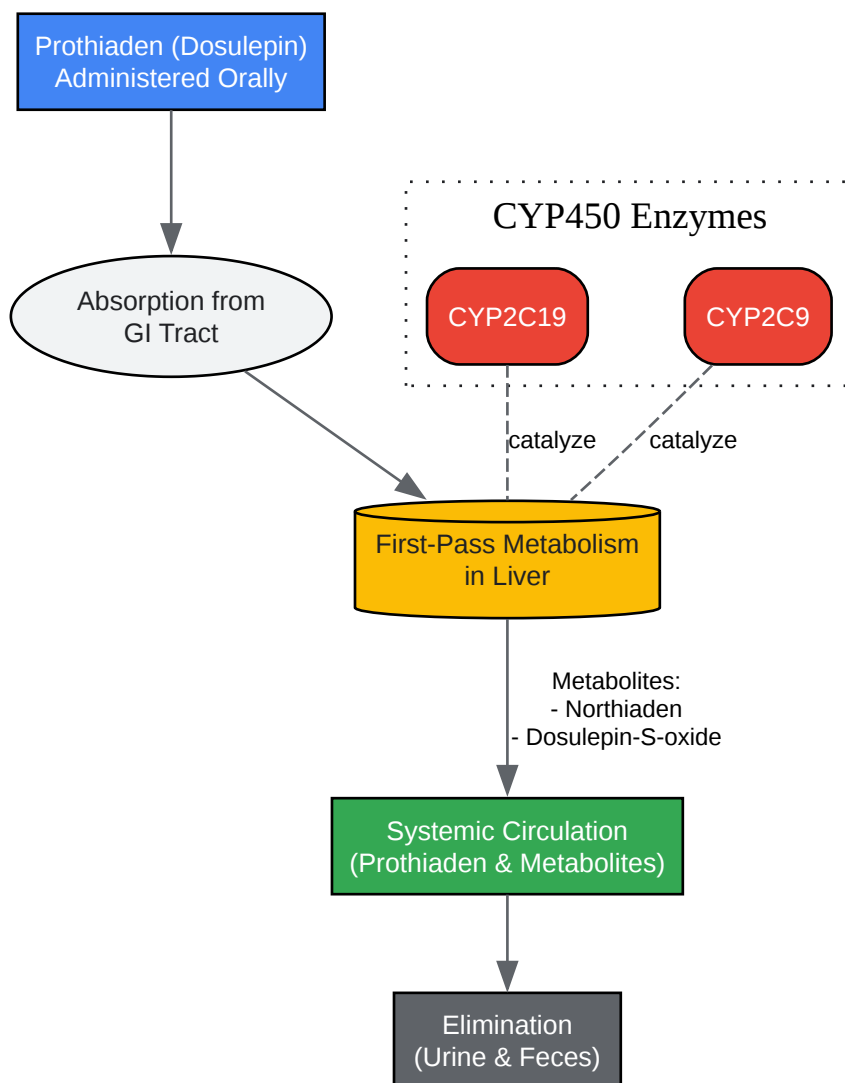 Prothiaden (Dosulepin)
Administered Orally
CYP450 Enzymes
Absorption from
GI Tract
CYP2C19
CYP2C9
catalyze
catalyze
First-Pass Metabolism
in Liver
Metabolites:
- Northiaden
- Dosulepin-S-oxide
Systemic Circulation
(Prothiaden & Metabolites)
Elimination
(Urine & Feces)